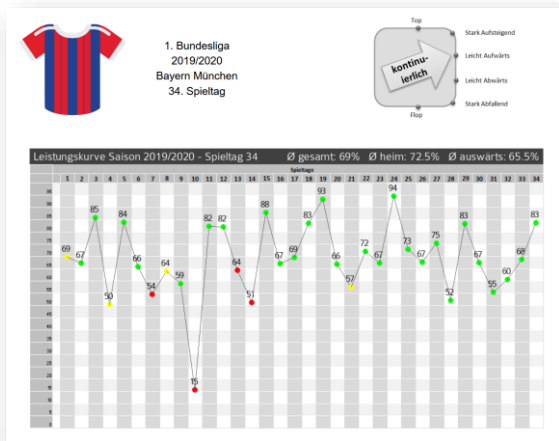 1. Bundesliga
2019/2020
Bayern München
34. Spieltag
Top
Stark Aufsteigend
Leicht Aufwärts
kontinu-
ierlich
Leicht Abwärts
Stark Abfallend
Flop
Leistungskurve Saison 2019/2020 - Spieltag 34 Ø gesamt: 69% Ø heim: 72.5% Ø auswärts: 65.5%
Spieltage
1 2 3 4 5 6 7 8 9 10 11 12 13 14 15 16 17 18 19 20 21 22 23 24 25 26 27 28 29 30 31 32 33 34
69 67 85 50 84 66 54 64 59 15 82 82 64 51 88 67 69 83 93 66 57 72 67 94 73 67 75 52 83 67 55 60 68 83